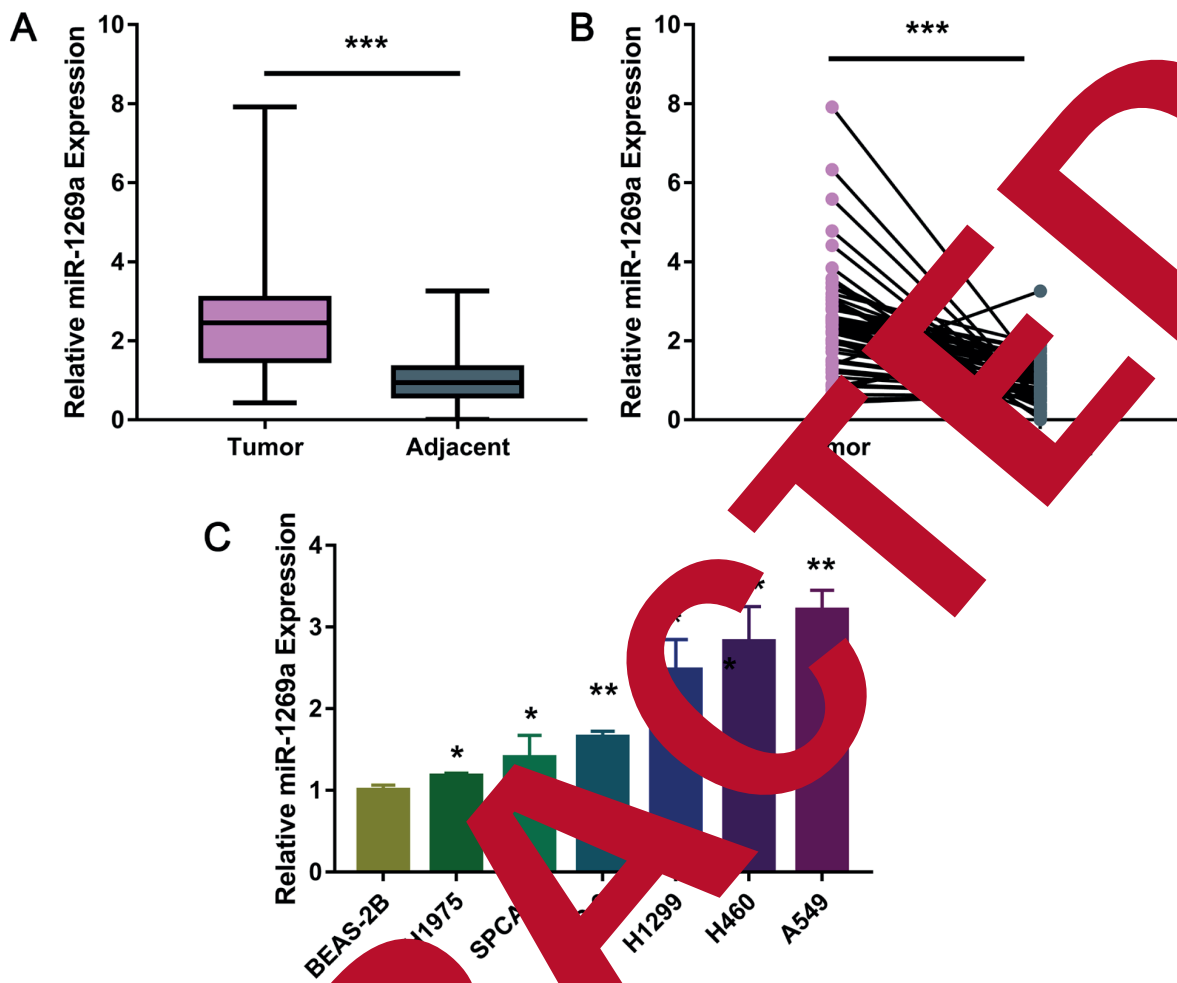 A
Relative miR-1269a Expression
10
8
6
4
2
0
***
Tumor
Adjacent
B
Relative miR-1269a Expression
10
8
6
4
2
0
***
C
Relative miR-1269a Expression
4
3
2
1
0
*
*
**
*
*
*
**
BEAS-2B
H1975
H1299
H460
A549